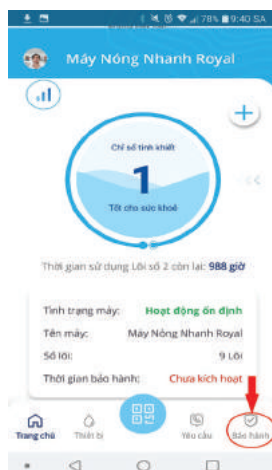 78% 9:40 SA
Máy Nóng Nhanh Royal
Chỉ số tinh khiết
1
Tốt cho sức khoẻ
Thời gian sử dụng Lõi số 2 còn lại: 988 giờ
Tình trạng máy: Hoạt động ổn định
Tên máy: Máy Nóng Nhanh Royal
Số lõi: 9 Lõi
Thời gian bảo hành: Chưa kích hoạt
Trang chủ Thiết bị Yêu cầu Bảo hành